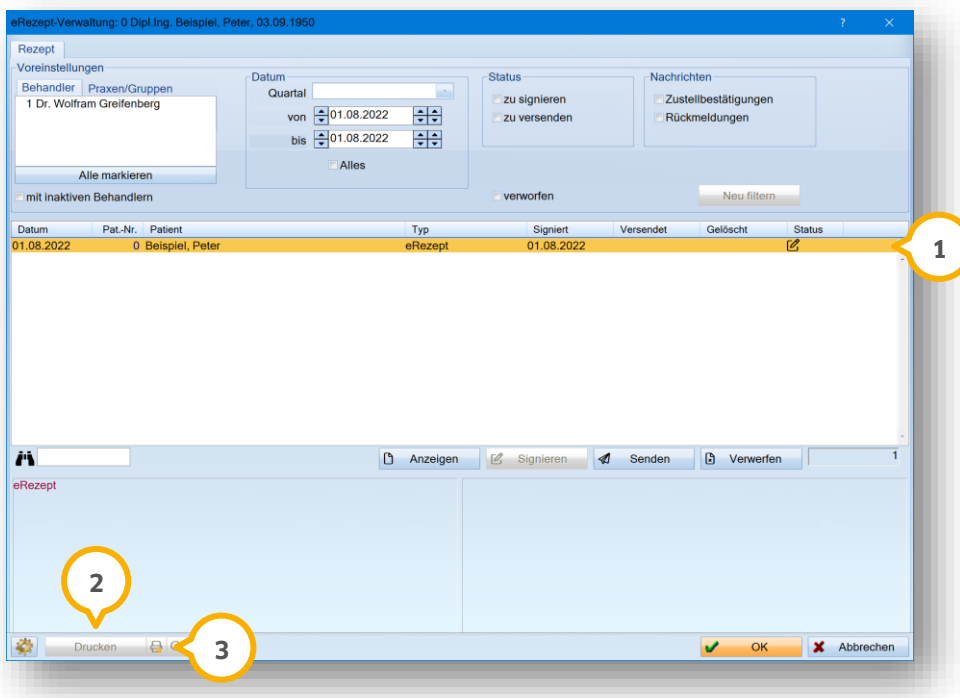 eRezept-Verwaltung: 0 Dipl.Ing. Beispiel, Peter, 03.09.1950
Rezept
Voreinstellungen
Behandler Praxen/Gruppen
1 Dr. Wolfram Greifenberg
Alle markieren
mit inaktiven Behandlern
Datum
Quartal
von 01.08.2022
bis 01.08.2022
Alles
Status
zu signieren
zu versenden
verworfen
Nachrichten
Zustellbestätigungen
Rückmeldungen
Neu filtern
Datum Pat.-Nr. Patient Typ Signiert Versendet Gelöscht Status
01.08.2022 0 Beispiel, Peter eRezept 01.08.2022
1
Anzeigen Signieren Senden Verwerfen 1
eRezept
2
Drucken
3
OK Abbrechen